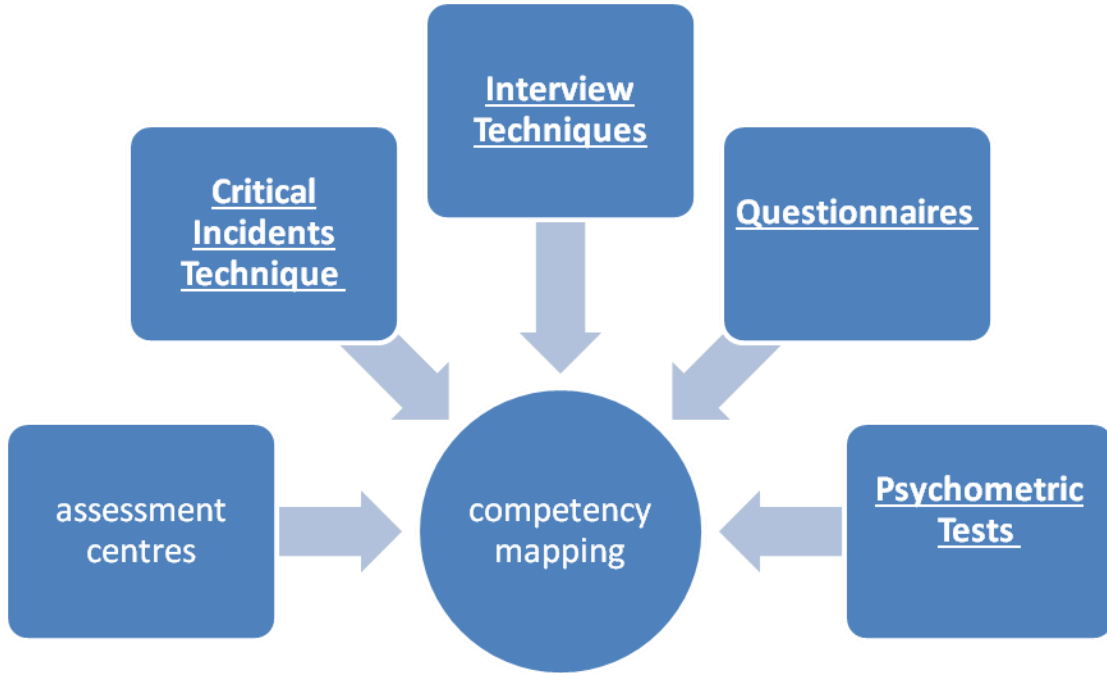 Interview
Techniques
Critical
Incidents
Technique
Questionnaires
assessment
centres
competency
mapping
Psychometric
Tests